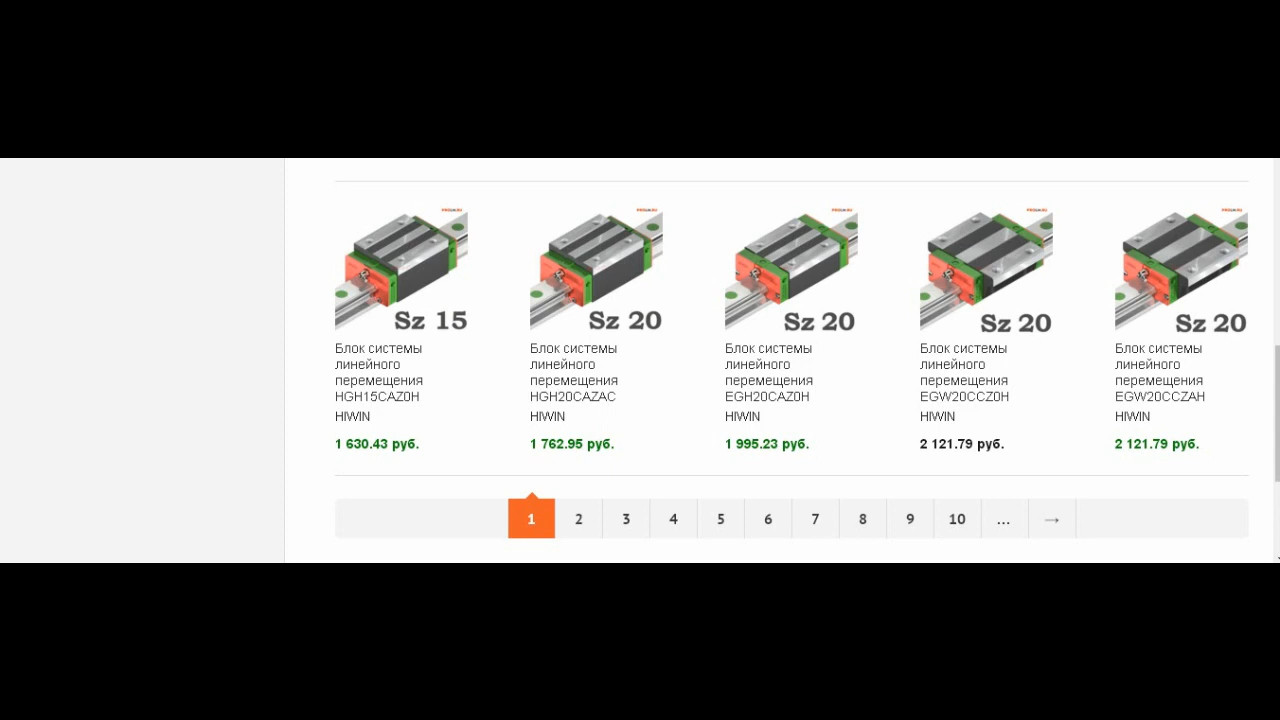 Sz 15
Sz 20
Sz 20
Sz 20
Sz 20
Блок системы
линейного
перемещения
HGH15CAZ0H
HIWIN
1 630.43 руб.
Блок системы
линейного
перемещения
HGH20CAZAC
HIWIN
1 762.95 руб.
Блок системы
линейного
перемещения
EGH20CAZ0H
HIWIN
1 995.23 руб.
Блок системы
линейного
перемещения
EGW20CCZ0H
HIWIN
2 121.79 руб.
Блок системы
линейного
перемещения
EGW20CCZAH
HIWIN
2 121.79 руб.
1 2 3 4 5 6 7 8 9 10 ... →